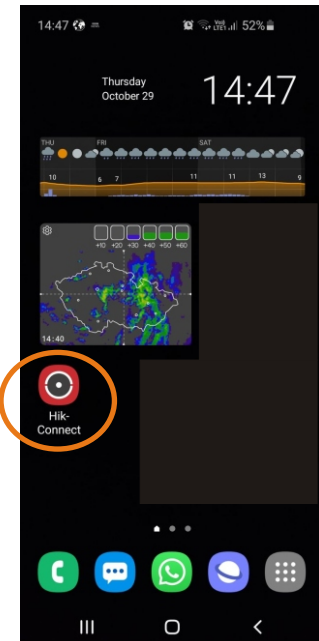 14:47
52%
Thursday
October 29
14:47
THU FRI SAT
10 6 7 11 11 13 9
+10 +20 +30 +40 +50 +60
14:40
Hik-
Connect